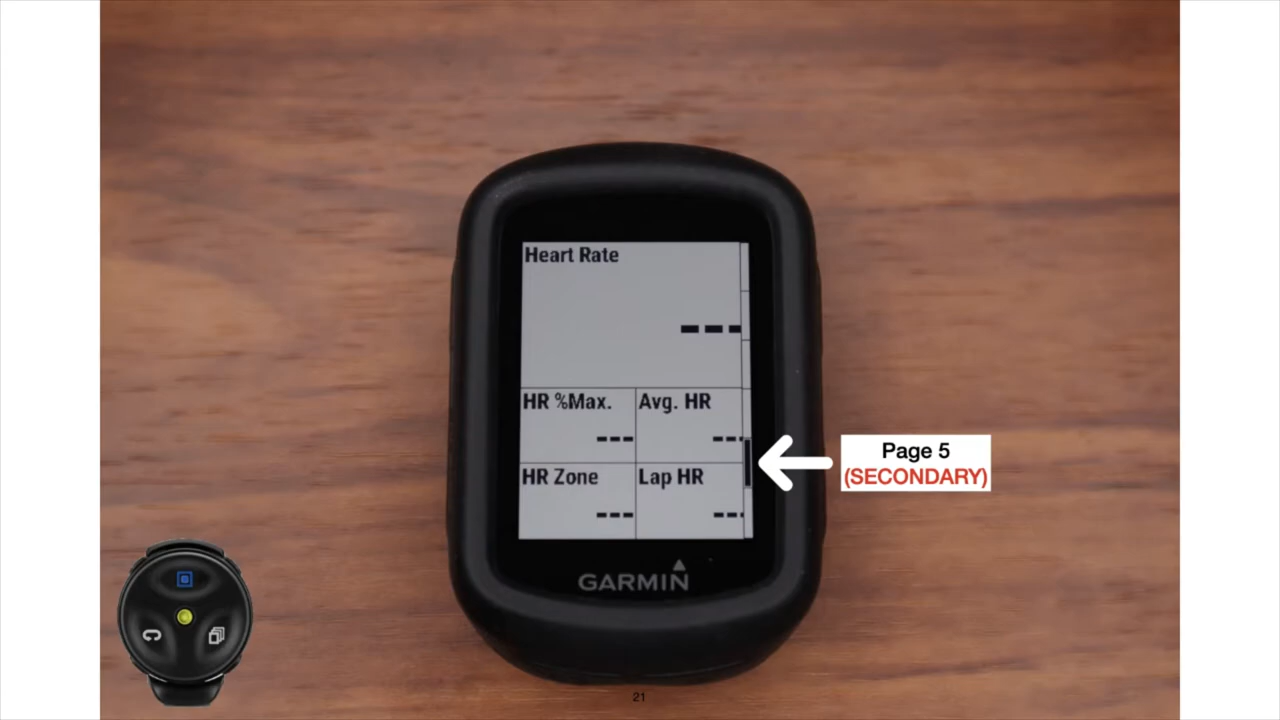 Heart Rate
---
HR %Max.
---
Avg. HR
---
HR Zone
---
Lap HR
---
Page 5
(SECONDARY)
GARMIN
21